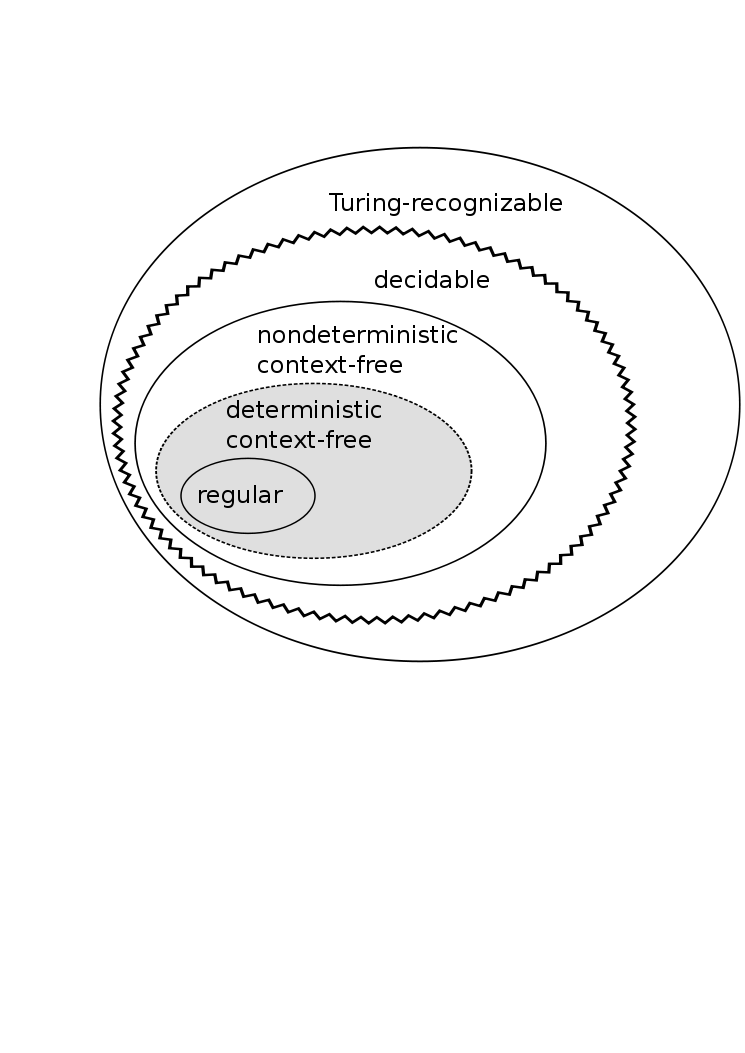 Turing-recognizable
decidable
nondeterministic
context-free
deterministic
context-free
regular